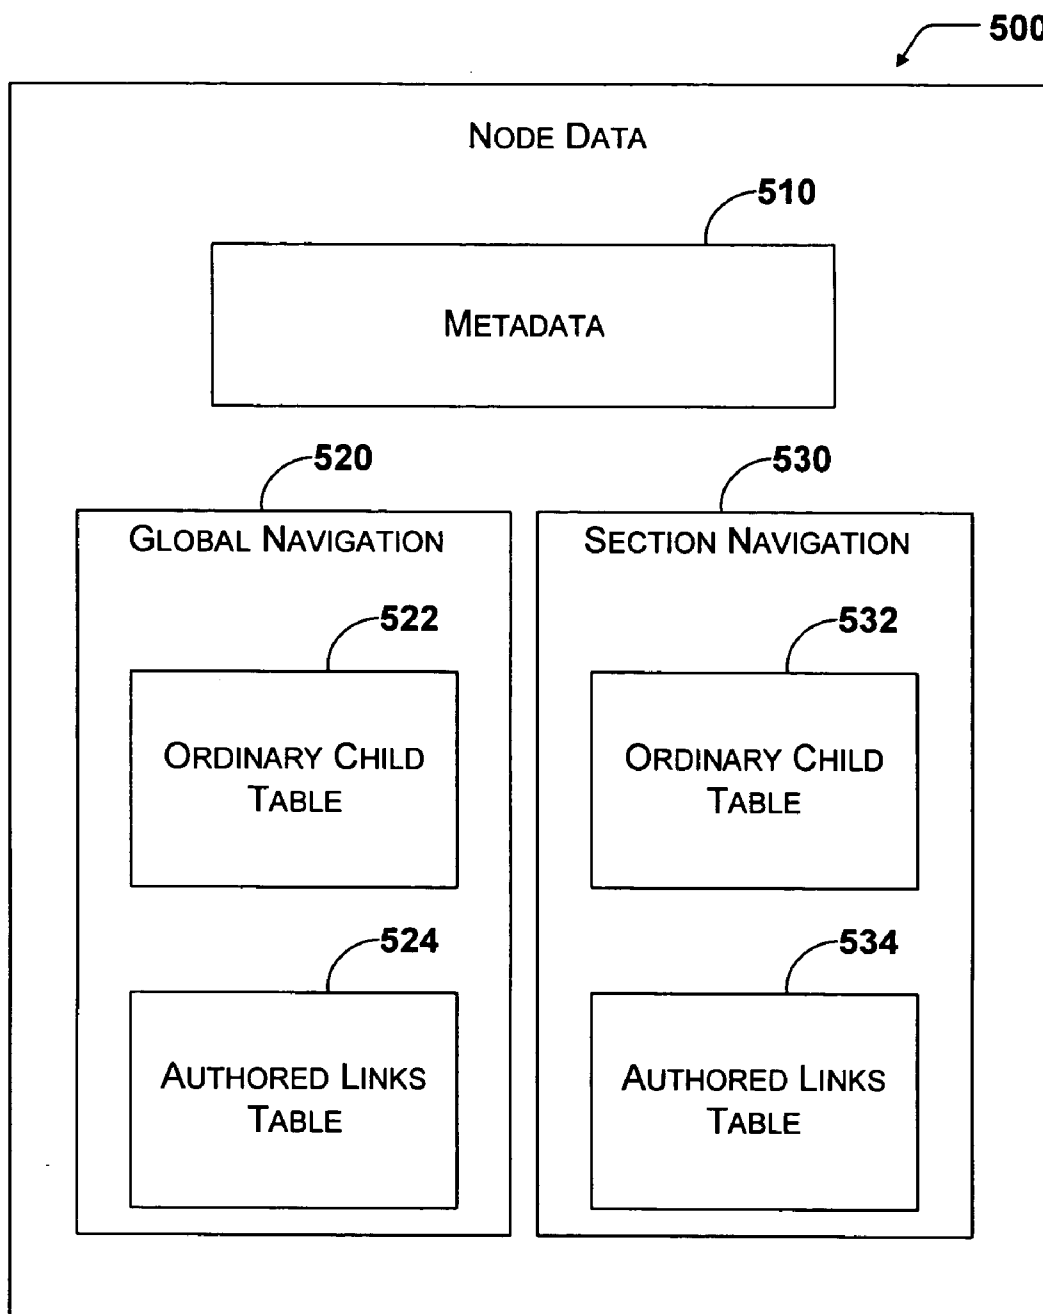 500
NODE DATA
510
METADATA
520
530
GLOBAL NAVIGATION
SECTION NAVIGATION
522
532
ORDINARY CHILD
TABLE
ORDINARY CHILD
TABLE
524
534
AUTHORED LINKS
TABLE
AUTHORED LINKS
TABLE